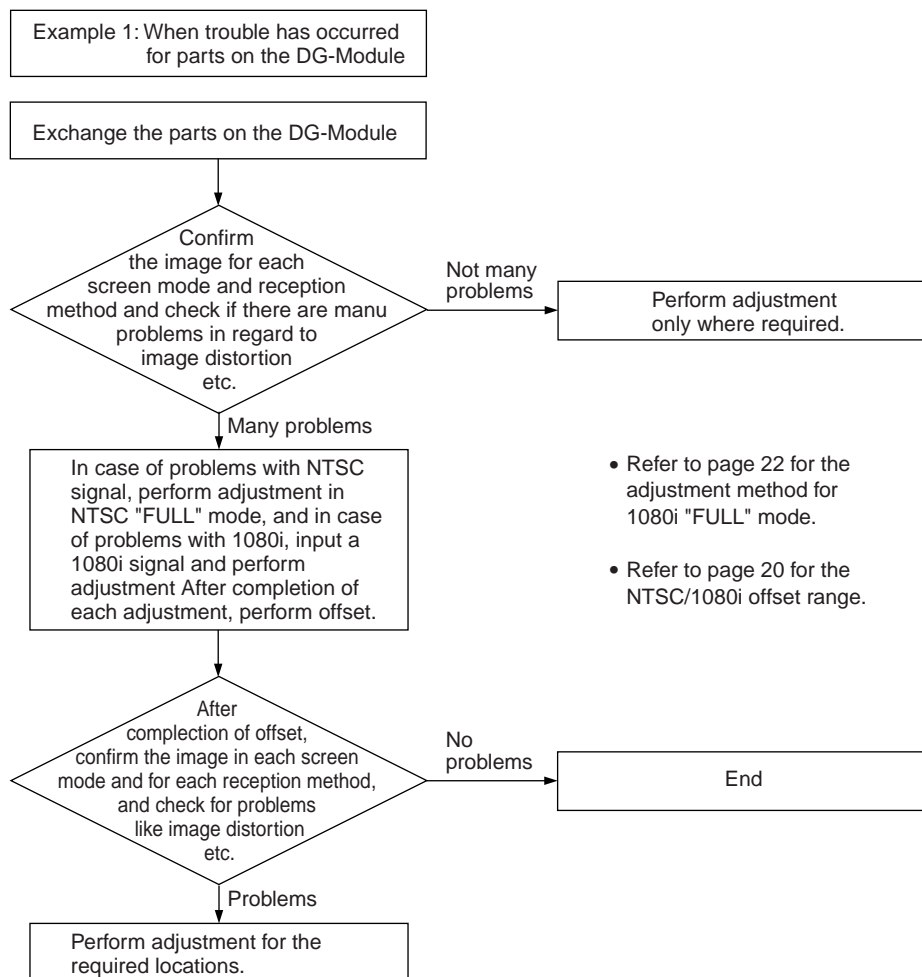 Example 1: When trouble has occurred
for parts on the DG-Module
Exchange the parts on the DG-Module
Confirm
the image for each
screen mode and reception
method and check if there are manu
problems in regard to
image distortion
etc.
Not many
problems
Perform adjustment
only where required.
Many problems
In case of problems with NTSC
signal, perform adjustment in
NTSC "FULL" mode, and in case
of problems with 1080i, input a
1080i signal and perform
adjustment After completion of
each adjustment, perform offset.
• Refer to page 22 for the
adjustment method for
1080i "FULL" mode.
• Refer to page 20 for the
NTSC/1080i offset range.
After
complection of offset,
confirm the image in each screen
mode and for each reception method,
and check for problems
like image distortion
etc.
No
problems
End
Problems
Perform adjustment for the
required locations.